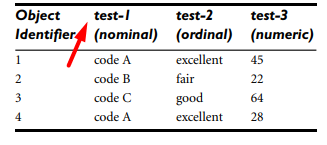 Object test-1 test-2 test-3
Identifier (nominal) (ordinal) (numeric)
1 code A excellent 45
2 code B fair 22
3 code C good 64
4 code A excellent 28